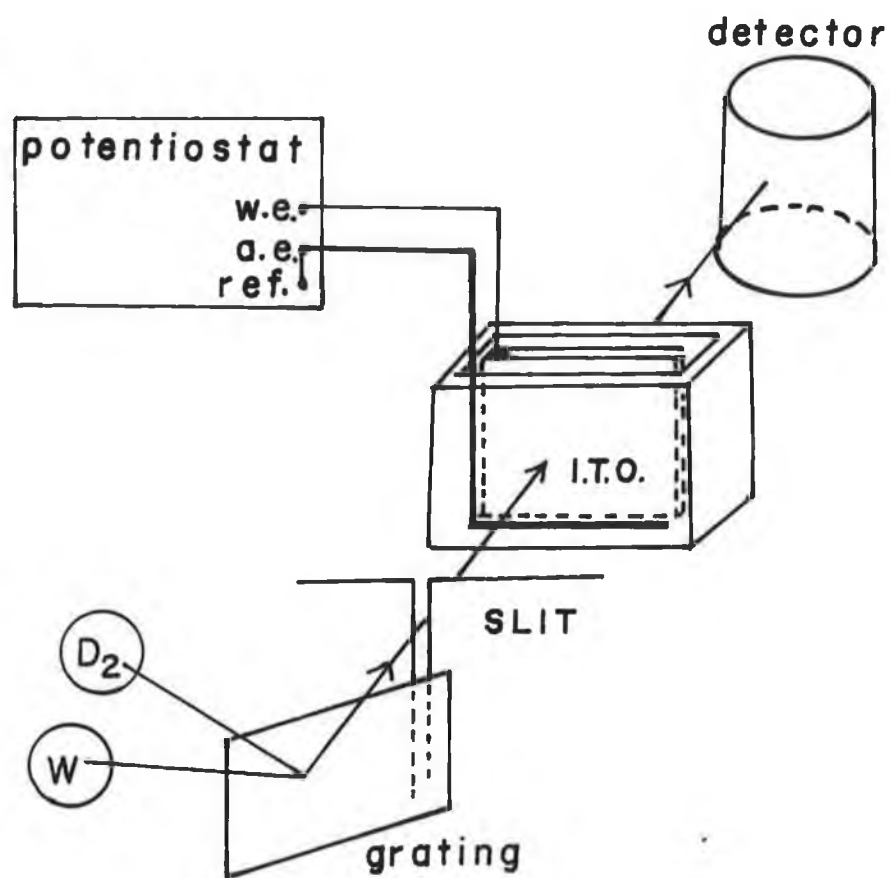 detector
potentiostat
w.e.
a.e.
ref.
I.T.O.
SLIT
D2
W
grating